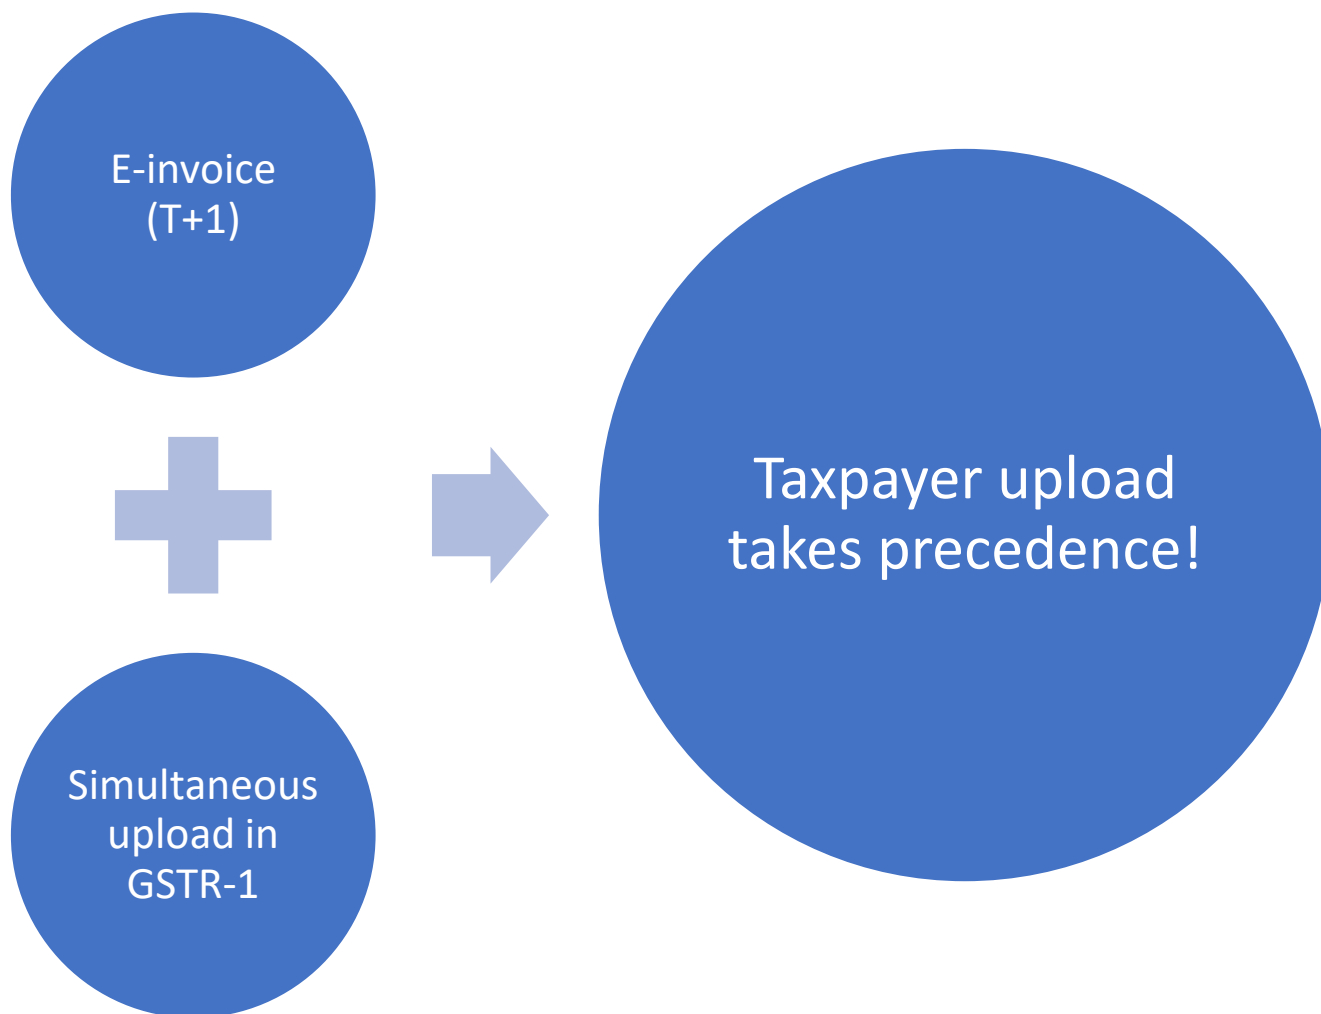 E-invoice
(T+1)
Simultaneous
upload in
GSTR-1
Taxpayer upload
takes precedence!